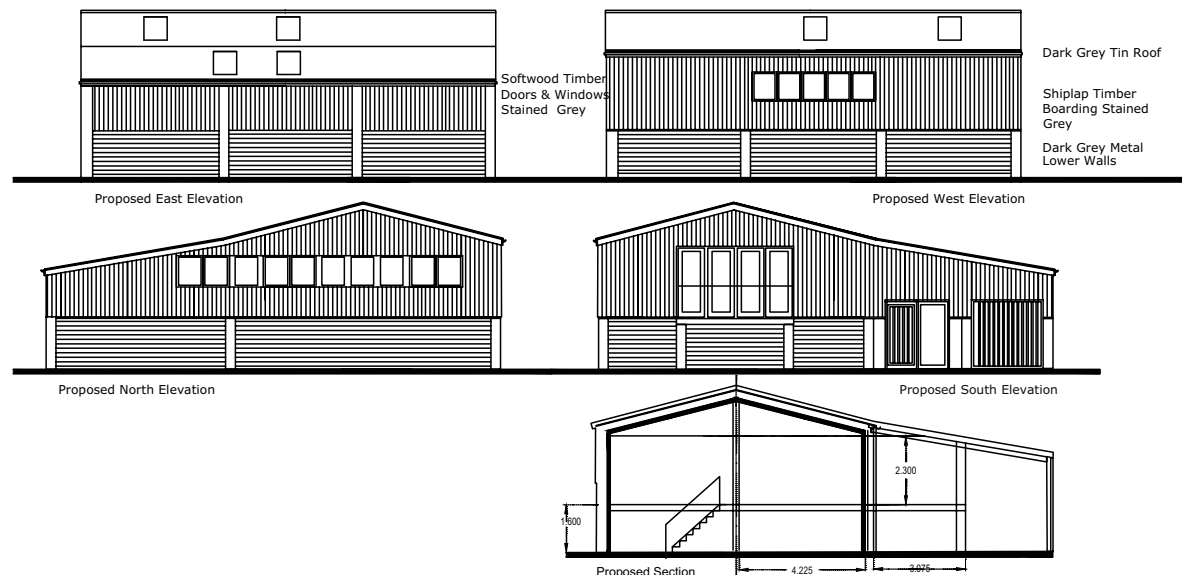 Softwood Timber
Doors & Windows
Stained Grey
Dark Grey Tin Roof
Shiplap Timber
Boarding Stained
Grey
Dark Grey Metal
Lower Walls
Proposed East Elevation
Proposed West Elevation
Proposed North Elevation
Proposed South Elevation
2.300
1.600
4.225
3.075
Proposed Section